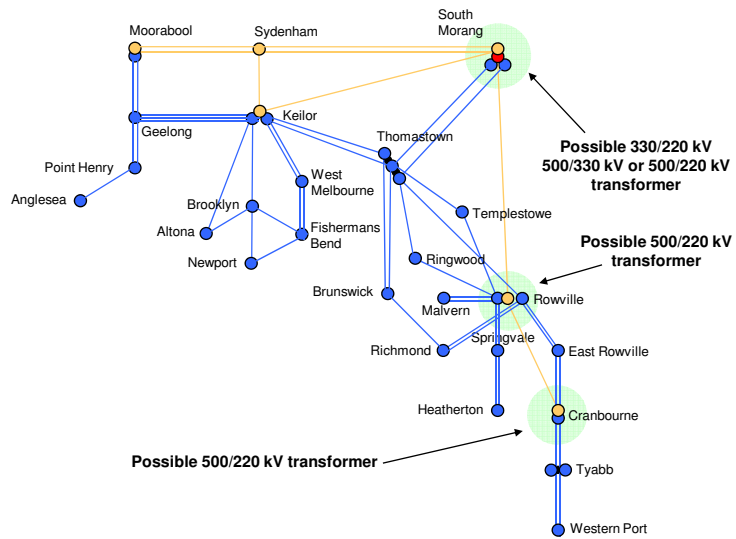 Moorabool
Sydenham
South
Morang
Keilor
Geelong
Thomastown
Possible 330/220 kV
500/330 kV or 500/220 kV
transformer
Point Henry
West
Melbourne
Anglesea
Brooklyn
Templestowe
Altona
Fishermans
Bend
Possible 500/220 kV
transformer
Newport
Ringwood
Brunswick
Malvern
Rowville
Springvale
Richmond
East Rowville
Heatherton
Cranbourne
Possible 500/220 kV transformer
Tyabb
Western Port